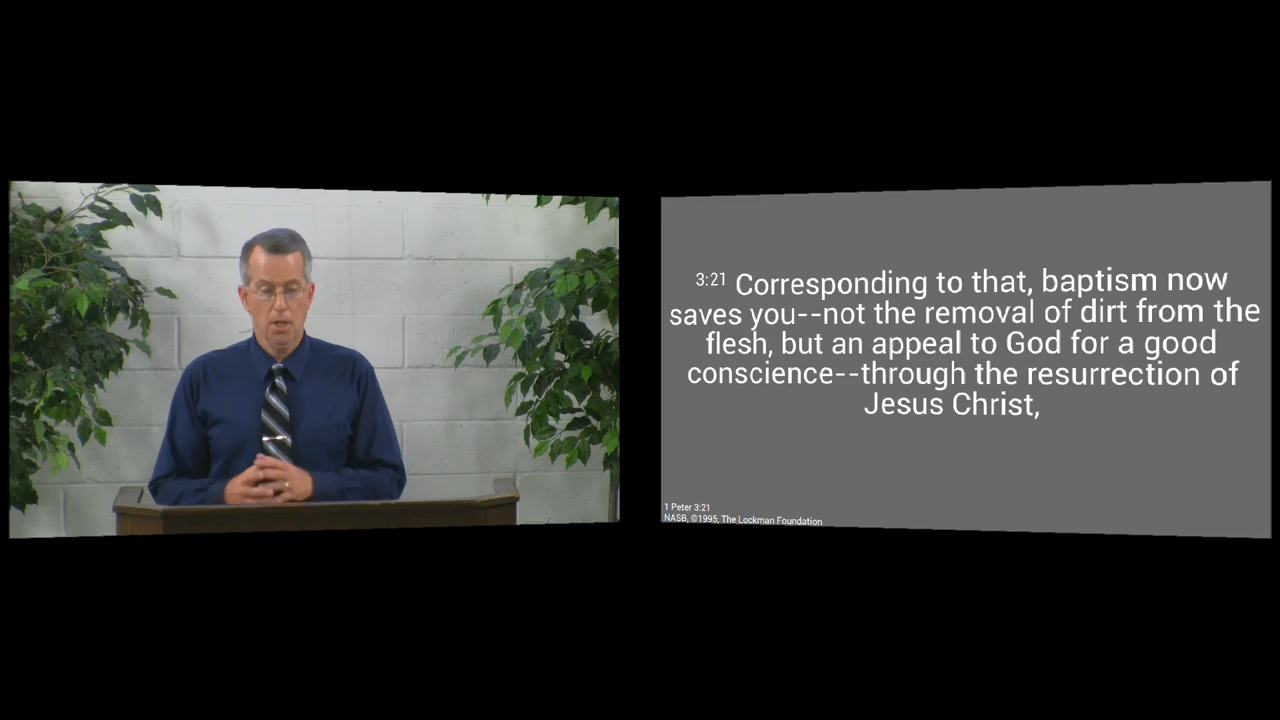 3:21 Corresponding to that, baptism now
saves you--not the removal of dirt from the
flesh, but an appeal to God for a good
conscience--through the resurrection of
Jesus Christ,
1 Peter 3:21
NASB, ©1995, The Lockman Foundation